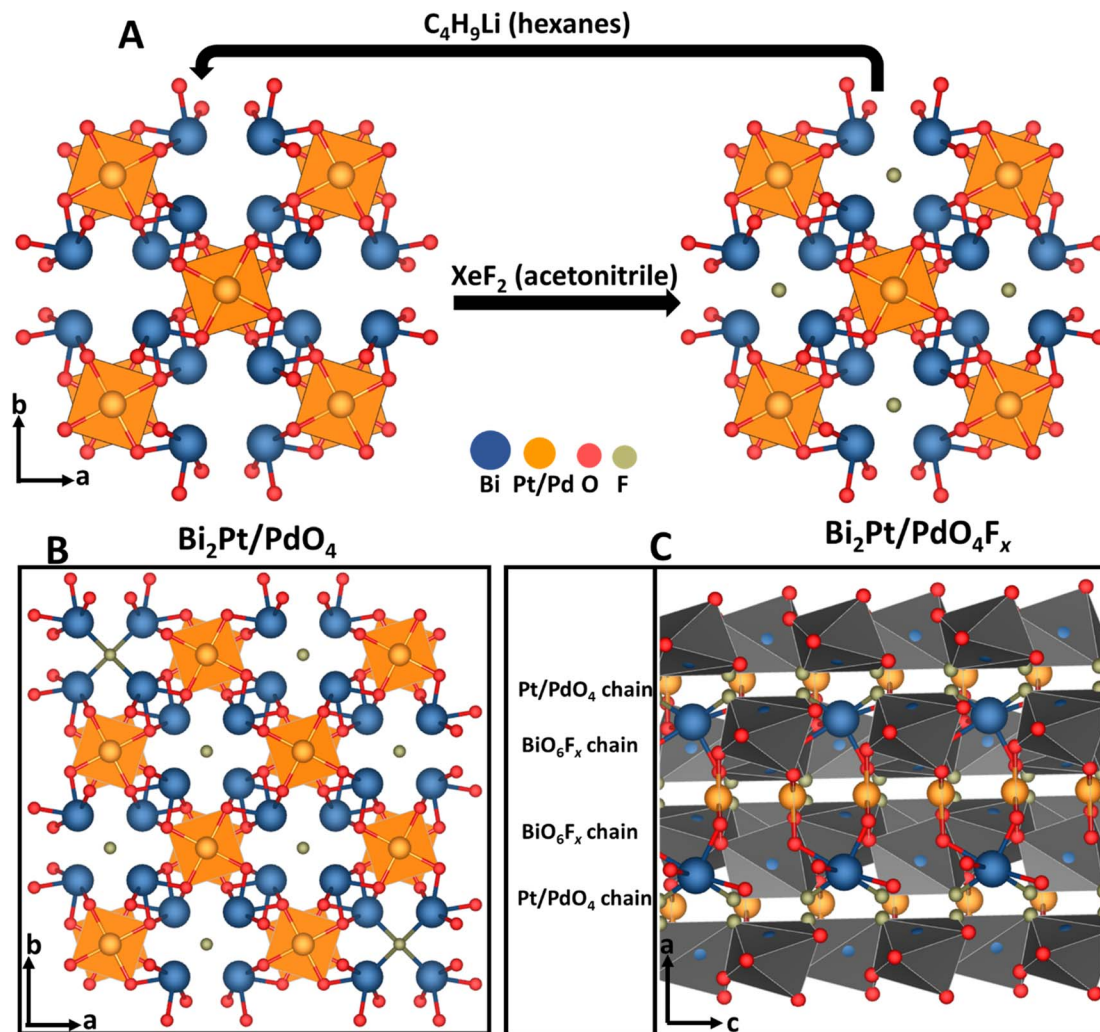 A
C₄H₉Li (hexanes)
XeF₂ (acetonitrile)
b
a
Bi Pt/Pd O F
B
Bi₂Pt/PdO₄
C
Bi₂Pt/PdO₄Fₓ
Pt/PdO₄ chain
BiO₆Fₓ chain
BiO₆Fₓ chain
Pt/PdO₄ chain
b
a
a
c